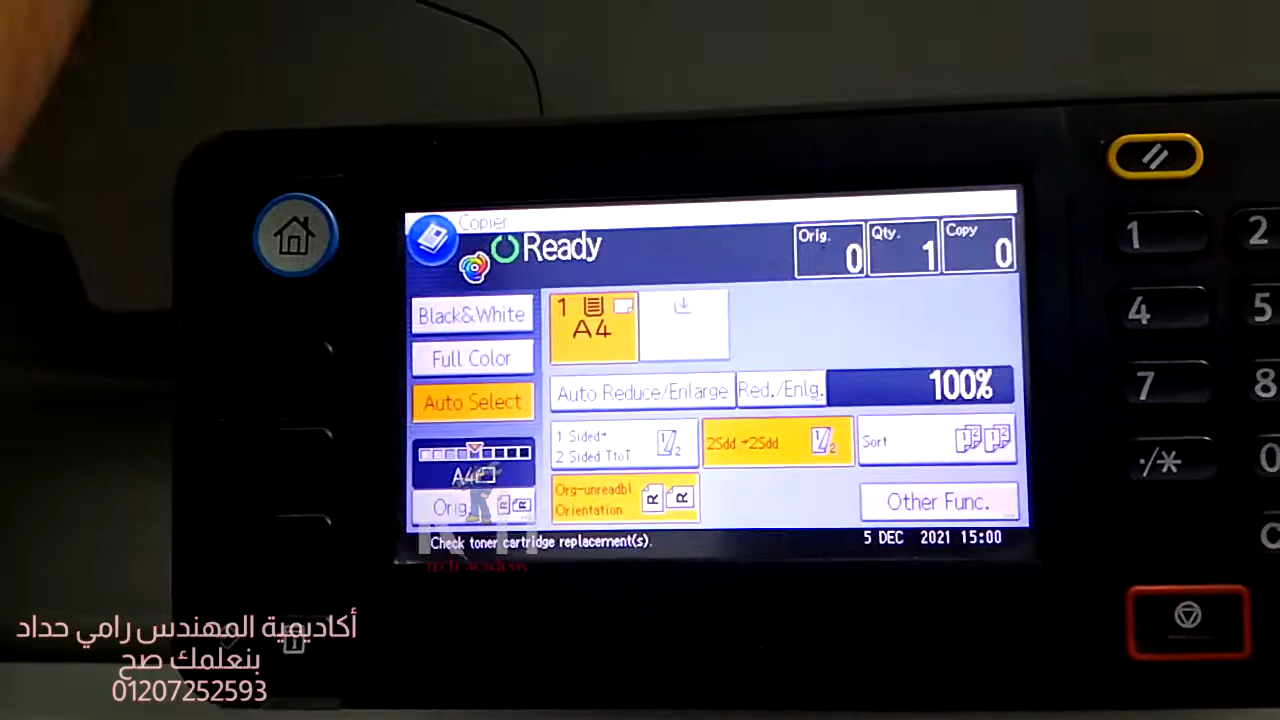 Copier
Ready
Orig. 0
Qty. 1
Copy 0
Black&White
Full Color
Auto Select
1 A4
Auto Reduce/Enlarge
Red./Enlg.
100%
1 Sided→
2 Sided TtoT
2Sdd→2Sdd
Sort
A4
Orig.
Org-unreadbl
Orientation
Other Func.
Check toner cartridge replacement(s).
5 DEC 2021 15:00
1 2
4 5
7 8
·/✱ 0
C
TECH ACADEMY
أكاديمية المهندس رامي حداد
بنعلمك صح
01207252593